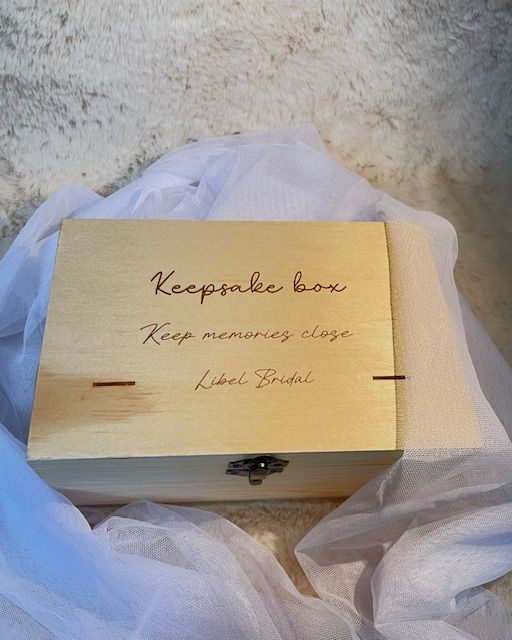 Keepsake box
Keep memories close
Libel Bridal